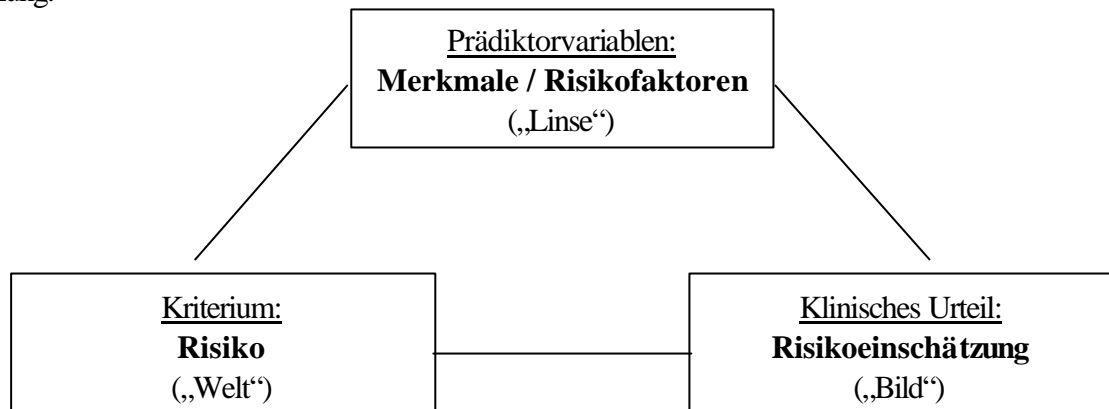 Prädiktorvariablen:
Merkmale / Risikofaktoren
(„Linse“)
Kriterium:
Risiko
(„Welt“)
Klinisches Urteil:
Risikoeinschätzung
(„Bild“)